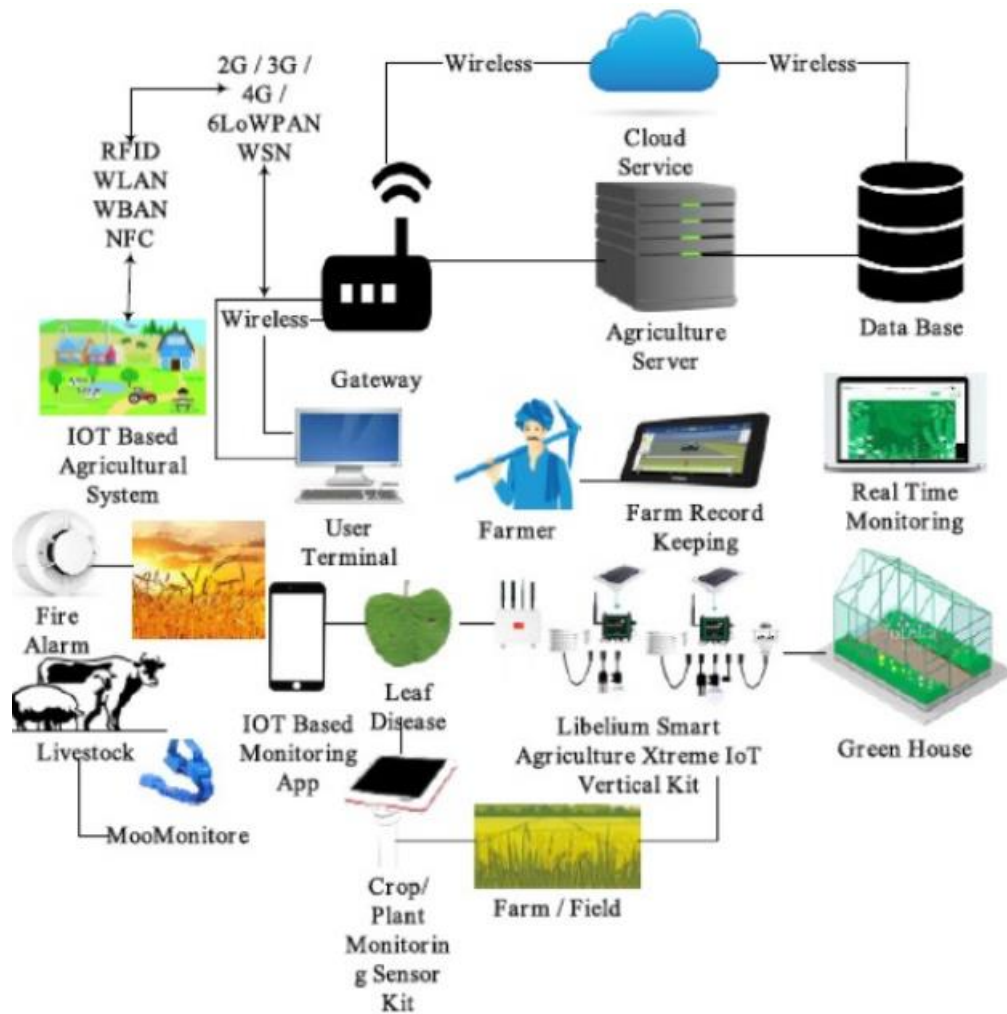 2G / 3G /
4G /
6LoWPAN
WSN
Wireless
Wireless
RFID
WLAN
WBAN
NFC
Cloud
Service
Wireless
Gateway
Agriculture
Server
Data Base
IOT Based
Agricultural
System
User
Terminal
Farmer
Farm Record
Keeping
Real Time
Monitoring
Fire
Alarm
Livestock
MooMonitore
IOT Based
Monitoring
App
Leaf
Disease
Libelium Smart
Agriculture Xtreme IoT
Vertical Kit
Green House
Crop/
Plant
Monitorin
g Sensor
Kit
Farm / Field